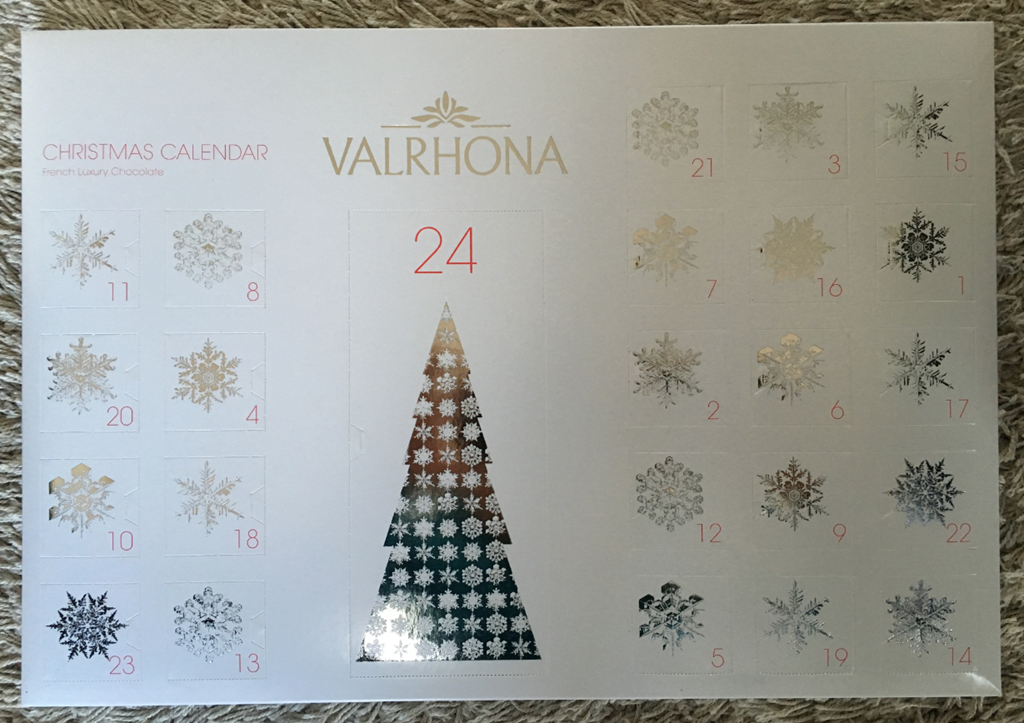 CHRISTMAS CALENDAR
French Luxury Chocolate
VALRHONA
21 3 15
11 8
24
7 16 1
20 4
2 6 17
10 18
12 9 22
23 13
5 19 14